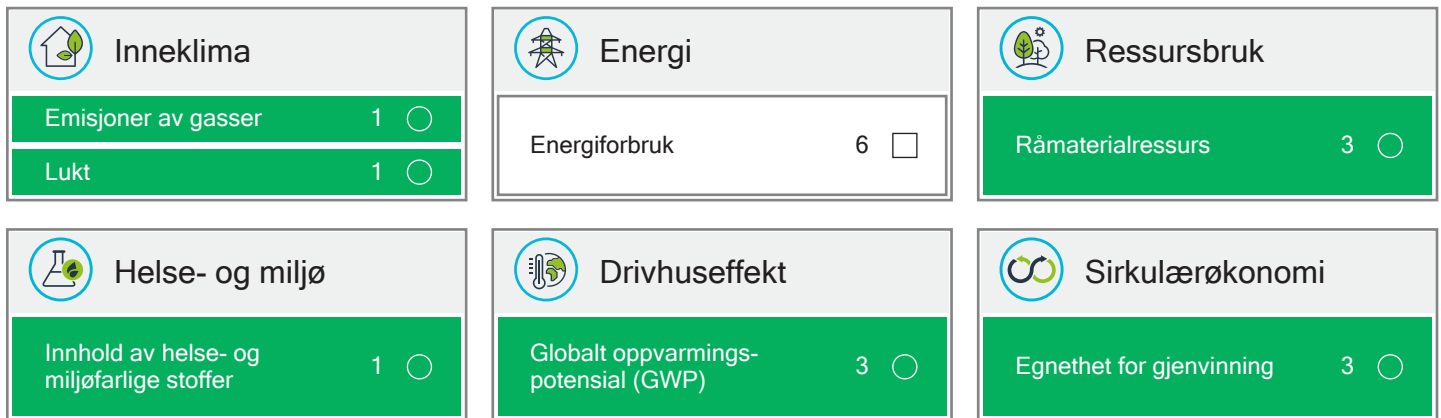 Inneklima
Emisjoner av gasser 1
Lukt 1
Energi
Energiforbruk 6
Ressursbruk
Råmaterialressurs 3
Helse- og miljø
Innhold av helse- og
miljøfarlige stoffer 1
Drivhuseffekt
Globalt oppvarmings-
potensial (GWP) 3
Sirkulærøkonomi
Egnethet for gjenvinning 3